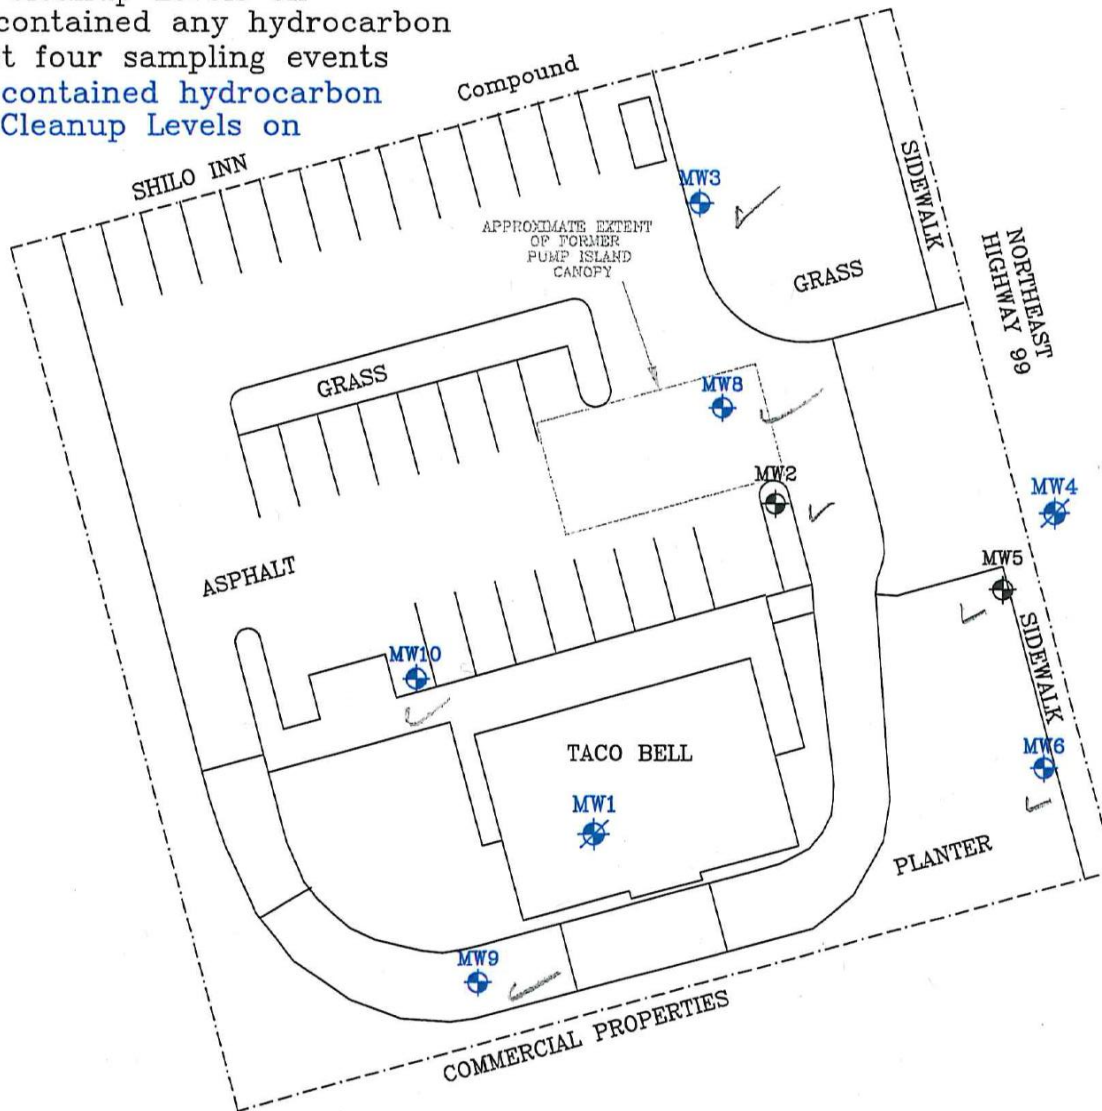 contained any hydrocarbon
t four sampling events
contained hydrocarbon
Cleanup Levels on
Compound
SHILO INN
SIDEWALK
MW3
APPROXIMATE EXTENT
OF FORMER
PUMP ISLAND
CANOPY
GRASS
NORTHEAST
HIGHWAY 99
GRASS
MW8
MW2
MW4
MW5
ASPHALT
SIDEWALK
MW10
TACO BELL
MW6
MW1
PLANTER
MW9
COMMERCIAL PROPERTIES